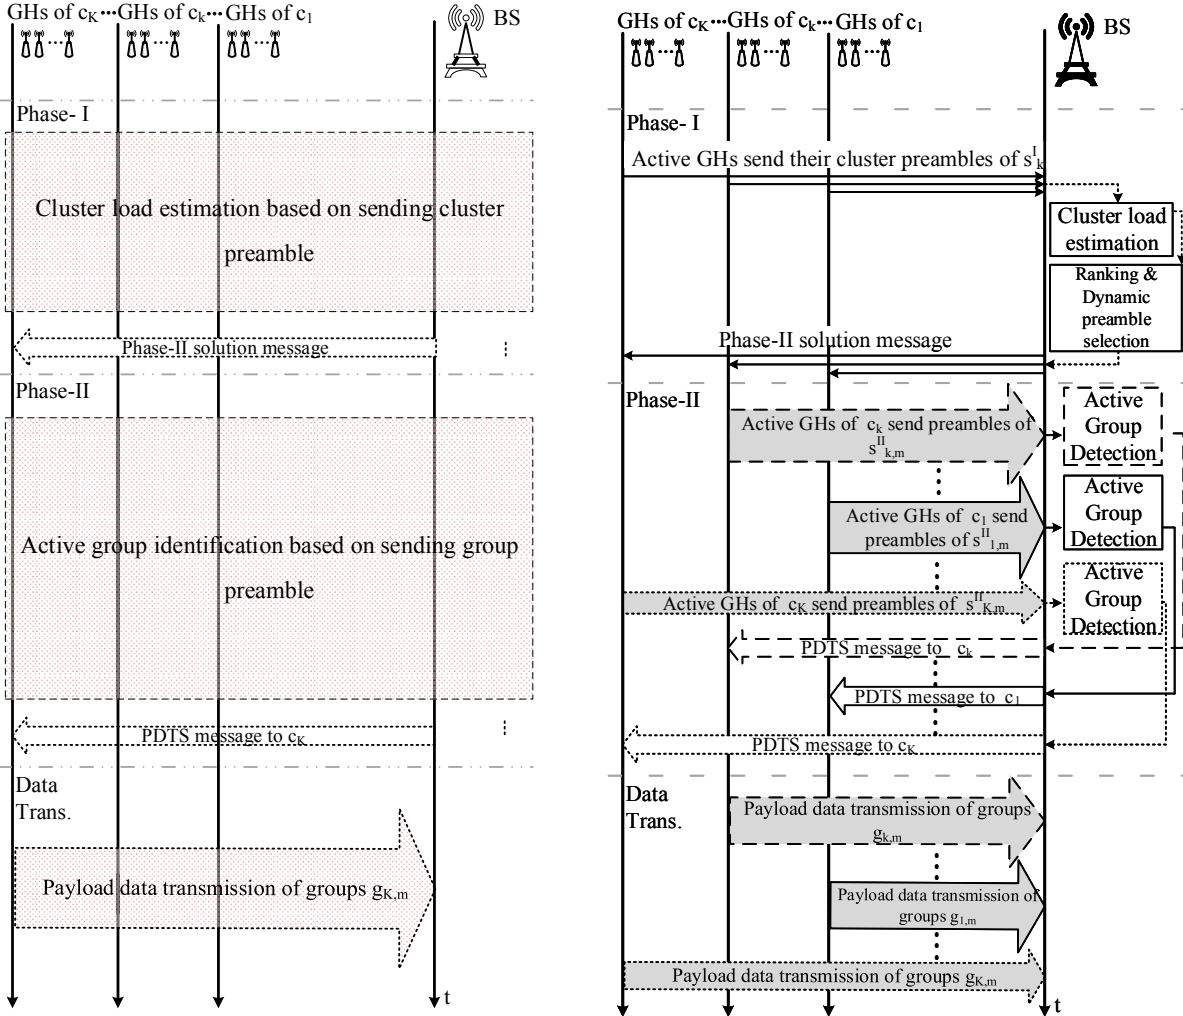 GHs of cK ··· GHs of ck ··· GHs of c1
BS
Phase- I
Cluster load estimation based on sending cluster
preamble
Phase-II solution message
Phase-II
Active group identification based on sending group
preamble
PDTS message to cK
Data
Trans.
Payload data transmission of groups gK,m
t
GHs of cK ··· GHs of ck ··· GHs of c1
BS
Phase- I
Active GHs send their cluster preambles of s^I_k
Cluster load
estimation
Ranking &
Dynamic
preamble
selection
Phase-II solution message
Phase-II
Active GHs of ck send preambles of
s^II_k,m
Active
Group
Detection
Active GHs of c1 send
preambles of s^II_1,m
Active
Group
Detection
Active GHs of cK send preambles of s^II_K,m
Active
Group
Detection
PDTS message to ck
PDTS message to c1
PDTS message to cK
Data
Trans.
Payload data transmission of groups
gk,m
Payload data transmission of
groups g1,m
Payload data transmission of groups gK,m
t